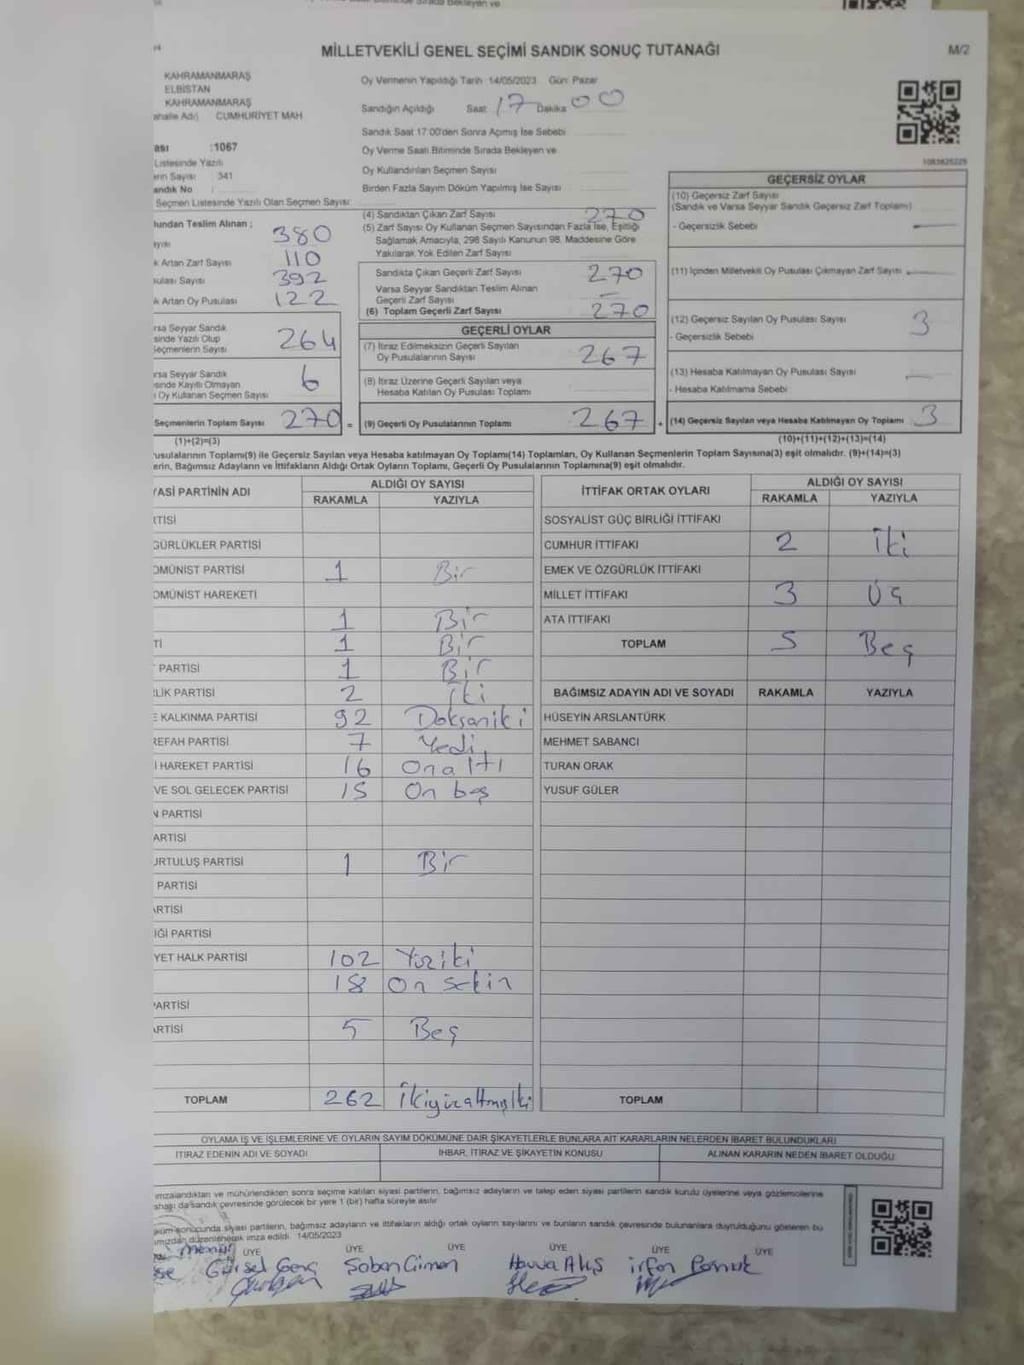 MİLLETVEKİLİ GENEL SEÇİMİ SANDIK SONUÇ TUTANAĞI
M/2
KAHRAMANMARAŞ
ELBİSTAN
KAHRAMANMARAŞ
CUMHURİYET MAH
:1067
Listesinde Yazılı
Sayısı : 341
andık No
Seçmen Listesinde Yazılı Olan Seçmen Sayısı
Oy Vermenin Yapıldığı Tarih :14/05/2023 Gün: Pazar
Sandığın Açıldığı Saat 17 Dakika 00
Sandık Saat 17:00'den Sonra Açımış İse Sebebi
Oy Verme Saati Bitiminde Sırada Bekleyen ve
Oy Kullandırılan Seçmen Sayısı
Birden Fazla Sayım Döküm Yapılmış İse Sayısı
1083626225
undan Teslim Alınan ;
380
k Artan Zarf Sayısı 110
392
k Artan Oy Pusulası 122
rsa Seyyar Sandık
sinde Yazılı Olup
Seçmenlerin Sayısı 264
rsa Seyyar Sandık
sinde Kayıtlı Olmayan
Oy Kullanan Seçmen Sayısı 6
Seçmenlerin Toplam Sayısı 270 =
(1)+(2)=(3)
(4) Sandıktan Çıkan Zarf Sayısı 270
(5) Zarf Sayısı Oy Kullanan Seçmen Sayısından Fazla İse, Eşitliği
Sağlamak Amacıyla, 298 Sayılı Kanunun 98. Maddesine Göre
Yakılarak Yok Edilen Zarf Sayısı
Sandıkta Çıkan Geçerli Zarf Sayısı 270
Varsa Seyyar Sandıktan Teslim Alınan
Geçerli Zarf Sayısı
(6) Toplam Geçerli Zarf Sayısı 270
GEÇERLİ OYLAR
(7) İtiraz Edilmeksizin Geçerli Sayılan
Oy Pusulalarının Sayısı 267
(8) İtiraz Üzerine Geçerli Sayılan veya
Hesaba Katılan Oy Pusulası Toplamı
(9) Geçerli Oy Pusulalarının Toplamı 267 +
GEÇERSİZ OYLAR
(10) Geçersiz Zarf Sayısı
(Sandık ve Varsa Seyyar Sandık Geçersiz Zarf Toplamı)
- Geçersizlik Sebebi
(11) İçinden Milletvekili Oy Pusulası Çıkmayan Zarf Sayısı
(12) Geçersiz Sayılan Oy Pusulası Sayısı 3
- Geçersizlik Sebebi
(13) Hesaba Katılmayan Oy Pusulası Sayısı
- Hesaba Katılmama Sebebi
(14) Geçersiz Sayılan veya Hesaba Katılmayan Oy Toplamı 3
(10)+(11)+(12)+(13)=(14)
usulalarının Toplamı(9) ile Geçersiz Sayılan veya Hesaba katılmayan Oy Toplamı(14) Toplamları, Oy Kullanan Seçmenlerin Toplam Sayısına(3) eşit olmalıdır. (9)+(14)=(3)
erin, Bağımsız Adayların ve İttifakların Aldığı Ortak Oyların Toplamı, Geçerli Oy Pusulalarının Toplamına(9) eşit olmalıdır.
YASİ PARTİNİN ADI ALDIĞI OY SAYISI
RAKAMLA YAZIYLA
RTİSİ
GÜRLÜKLER PARTİSİ
OMÜNİST PARTİSİ 1 Bir
OMÜNİST HAREKETİ
1 Bir
Tİ 1 Bir
PARTİSİ 1 Bir
LİK PARTİSİ 2 İki
E KALKINMA PARTİSİ 92 Doksaniki
REFAH PARTİSİ 7 Yedi
İ HAREKET PARTİSİ 16 Onaltı
VE SOL GELECEK PARTİSİ 15 On beş
N PARTİSİ
ARTİSİ
URTULUŞ PARTİSİ 1 Bir
PARTİSİ
ARTİSİ
İĞİ PARTİSİ
YET HALK PARTİSİ 102 Yüziki
18 On sekiz
PARTİSİ
ARTİSİ 5 Beş
TOPLAM 262 İkiyüzaltmışiki
İTTİFAK ORTAK OYLARI ALDIĞI OY SAYISI
RAKAMLA YAZIYLA
SOSYALİST GÜÇ BİRLİĞİ İTTİFAKI
CUMHUR İTTİFAKI 2 İki
EMEK VE ÖZGÜRLÜK İTTİFAKI
MİLLET İTTİFAKI 3 Üç
ATA İTTİFAKI
TOPLAM 5 Beş
BAĞIMSIZ ADAYIN ADI VE SOYADI RAKAMLA YAZIYLA
HÜSEYİN ARSLANTÜRK
MEHMET SABANCI
TURAN ORAK
YUSUF GÜLER
TOPLAM
OYLAMA İŞ VE İŞLEMLERİNE VE OYLARIN SAYIM DÖKÜMÜNE DAİR ŞİKAYETLERLE BUNLARA AİT KARARLARIN NELERDEN İBARET BULUNDUKLARI
İTİRAZ EDENİN ADI VE SOYADI İHBAR, İTİRAZ VE ŞİKAYETİN KONUSU ALINAN KARARIN NEDEN İBARET OLDUĞU
imzalandıktan ve mühürlendikten sonra seçime katılan siyasi partilerin, bağımsız adayların ve talep eden siyasi partilerin sandık kurulu üyelerine veya gözlemcilerine
da sandık çevresinde görülecek bir yere 1 (bir) hafta süreyle asılır
küm sonucunda siyasi partilerin, bağımsız adayların ve ittifakların aldığı ortak oyların sayılarını ve bunların sandık çevresinde bulunanlara duyrulduğunu gösteren bu
düzenlenerek imza edildi. 14/05/2023
ÜYE ÜYE ÜYE ÜYE ÜYE ÜYE
Gürsel Genç Şaban Çimen Havva Alış irfan Pamuk